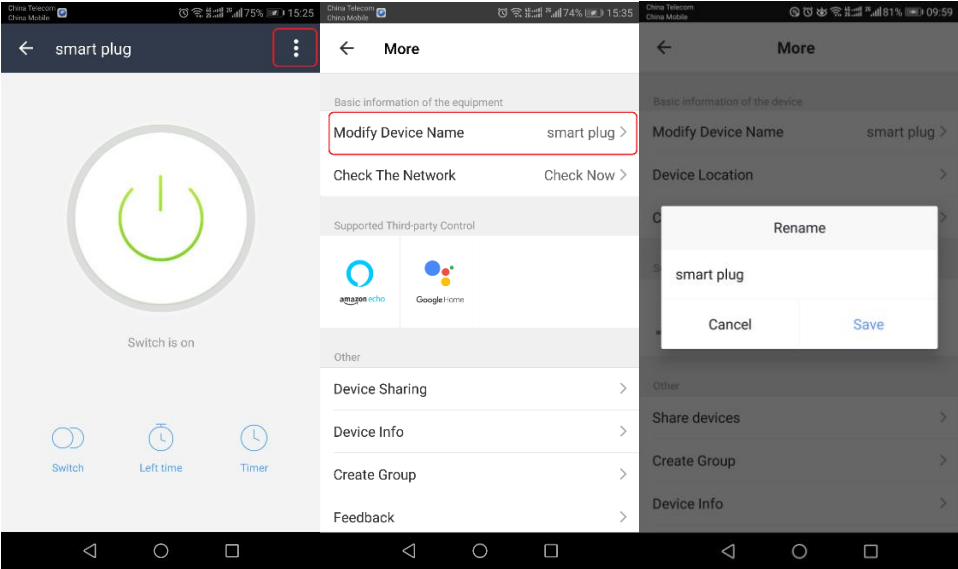 China Telecom
China Mobile
75% 15:25
smart plug
Switch is on
Switch
Left time
Timer
China Telecom
China Mobile
74% 15:35
More
Basic information of the equipment
Modify Device Name smart plug
Check The Network Check Now
Supported Third-party Control
amazon echo
Google Home
Other
Device Sharing
Device Info
Create Group
Feedback
China Telecom
China Mobile
81% 09:59
More
Basic information of the device
Modify Device Name smart plug
Device Location
C
S
Rename
smart plug
Cancel Save
Other
Share devices
Create Group
Device Info